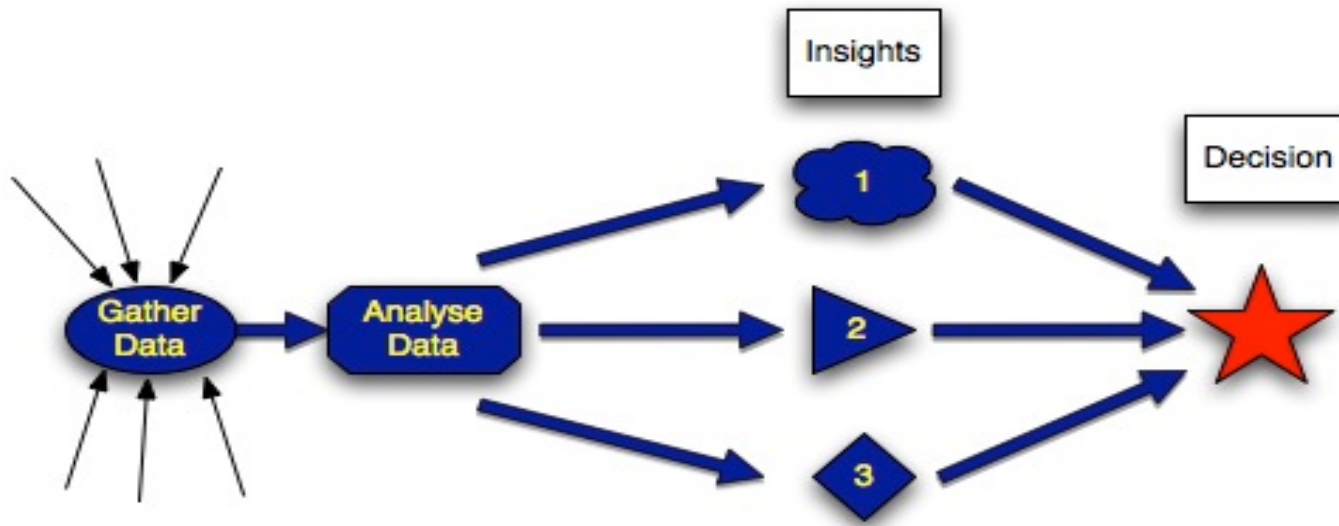 Insights
1
Decision
Gather
Data
Analyse
Data
2
3